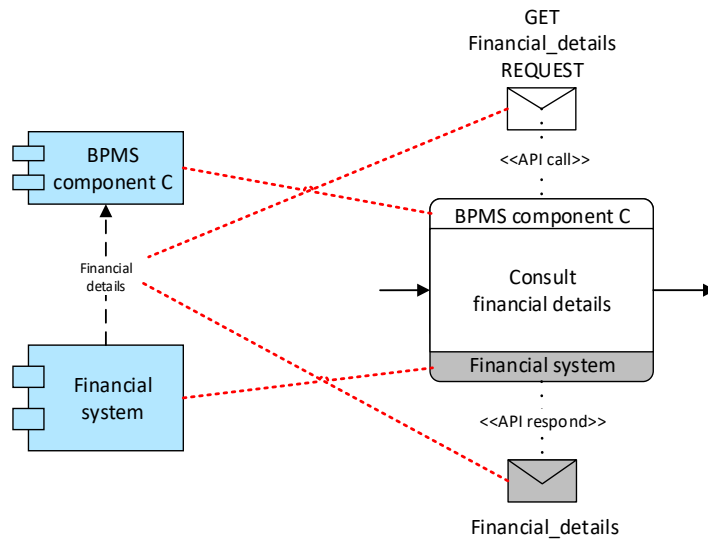 GET
Financial_details
REQUEST
BPMS
component C
<<API call>>
BPMS component C
Financial
details
Consult
financial details
Financial
system
Financial system
<<API respond>>
Financial_details